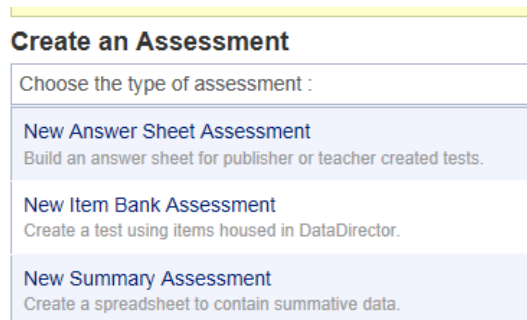 Create an Assessment
Choose the type of assessment :
New Answer Sheet Assessment
Build an answer sheet for publisher or teacher created tests.
New Item Bank Assessment
Create a test using items housed in DataDirector.
New Summary Assessment
Create a spreadsheet to contain summative data.